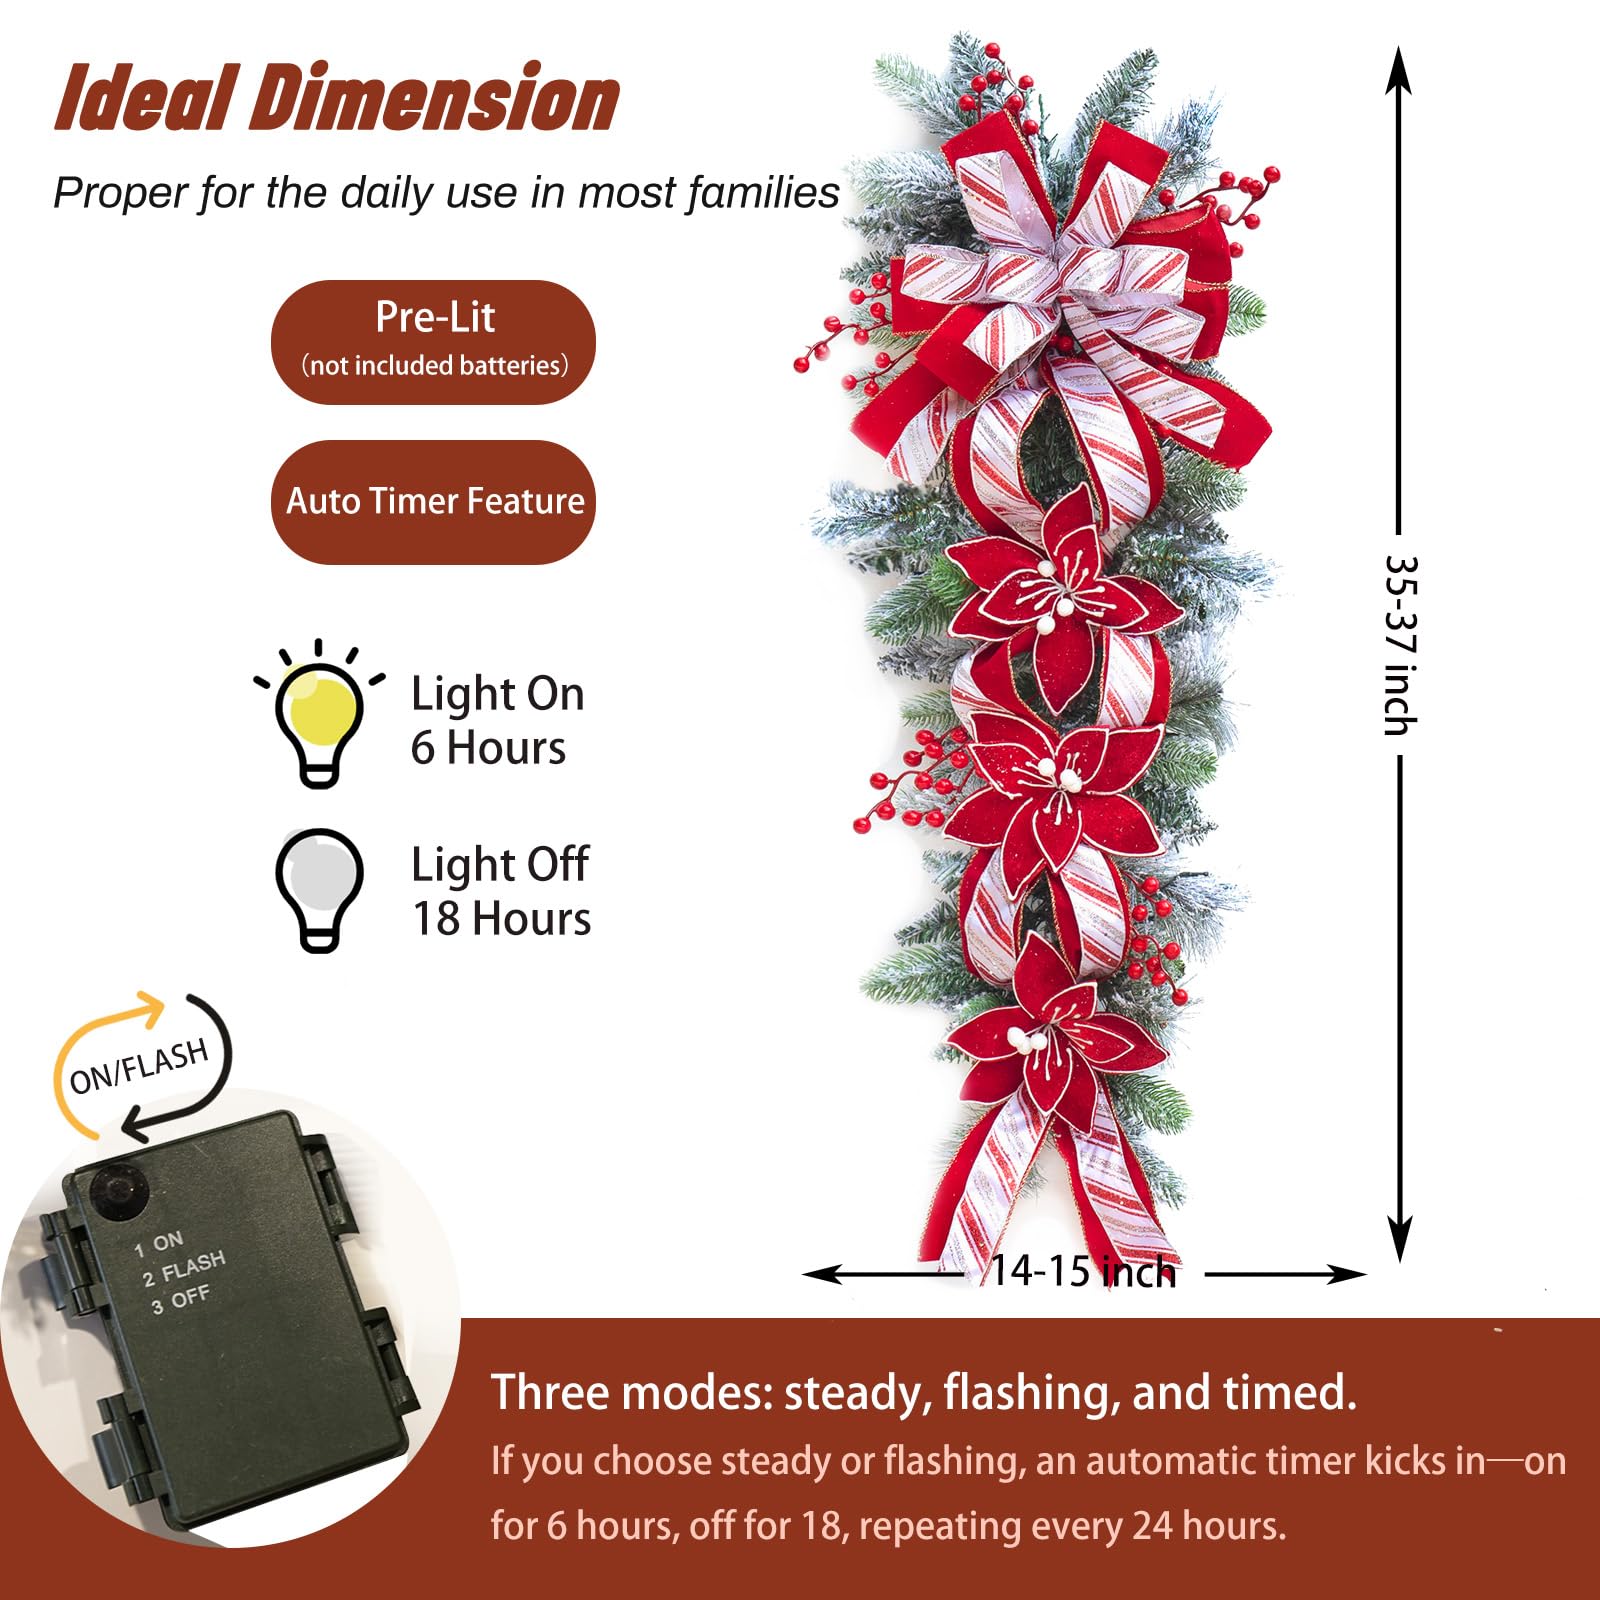 Ideal Dimension
Proper for the daily use in most families
Pre-Lit
(not included batteries)
Auto Timer Feature
Light On
6 Hours
Light Off
18 Hours
ON/FLASH
1 ON
2 FLASH
3 OFF
35-37 inch
14-15 inch
Three modes: steady, flashing, and timed.
If you choose steady or flashing, an automatic timer kicks in—on
for 6 hours, off for 18, repeating every 24 hours.